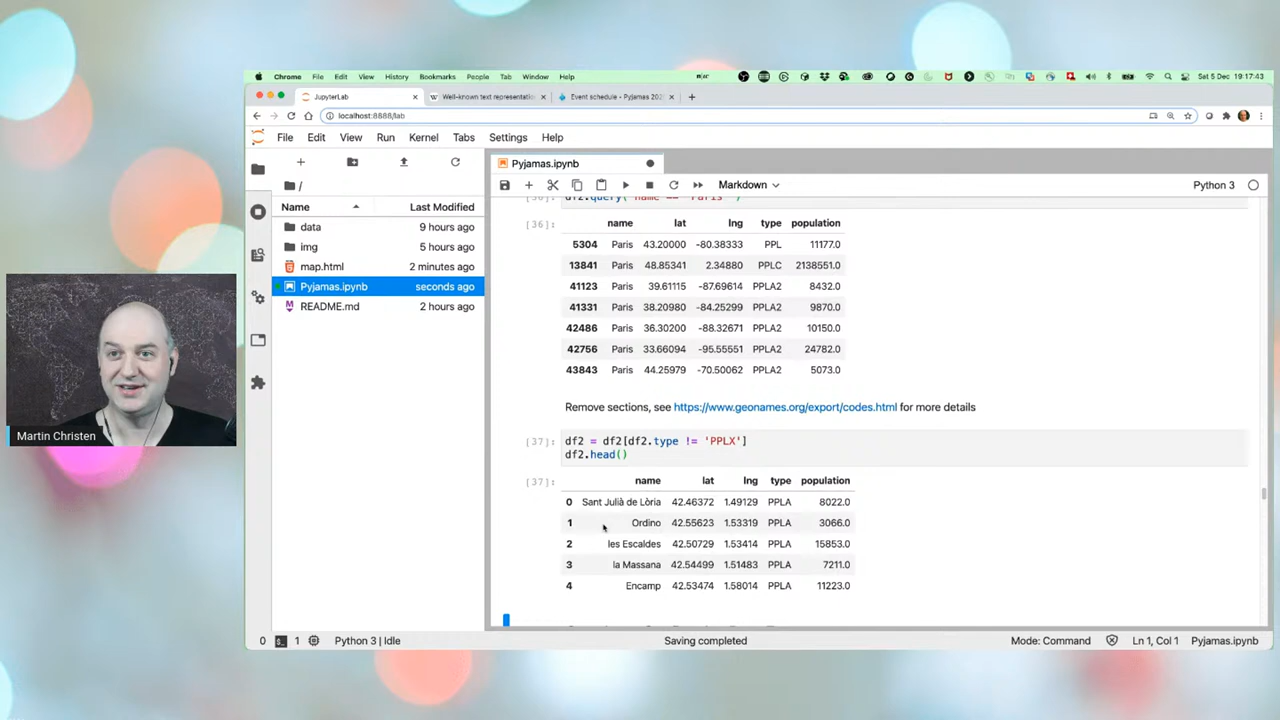 Chrome File Edit View History Bookmarks People Tab Window Help Sat 5 Dec 19:17:43
JupyterLab Well-known text representatio Event schedule - Pyjamas 202
localhost:8888/lab
File Edit View Run Kernel Tabs Settings Help
Pyjamas.ipynb
/
Markdown Python 3
Name Last Modified
data 9 hours ago
img 5 hours ago
map.html 2 minutes ago
Pyjamas.ipynb seconds ago
README.md 2 hours ago
[36]:
name lat lng type population
5304 Paris 43.20000 -80.38333 PPL 11177.0
13841 Paris 48.85341 2.34880 PPLC 2138551.0
41123 Paris 39.61115 -87.69614 PPLA2 8432.0
41331 Paris 38.20980 -84.25299 PPLA2 9870.0
42486 Paris 36.30200 -88.32671 PPLA2 10150.0
42756 Paris 33.66094 -95.55551 PPLA2 24782.0
43843 Paris 44.25979 -70.50062 PPLA2 5073.0
Remove sections, see https://www.geonames.org/export/codes.html for more details
[37]: df2 = df2[df2.type != 'PPLX']
df2.head()
[37]:
name lat lng type population
0 Sant Julià de Lòria 42.46372 1.49129 PPLA 8022.0
1 Ordino 42.55623 1.53319 PPLA 3066.0
2 les Escaldes 42.50729 1.53414 PPLA 15853.0
3 la Massana 42.54499 1.51483 PPLA 7211.0
4 Encamp 42.53474 1.58014 PPLA 11223.0
Martin Christen
0 1 Python 3 | Idle Saving completed Mode: Command Ln 1, Col 1 Pyjamas.ipynb